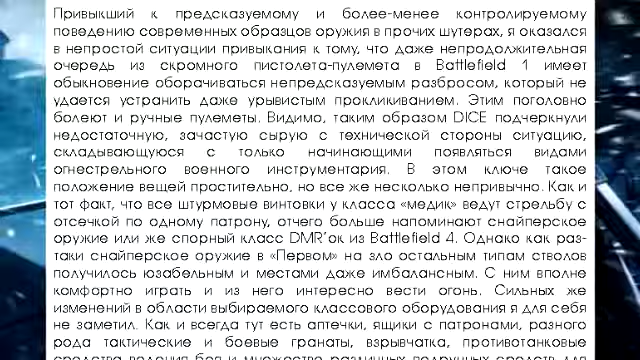 Привыкший к предсказуемому и более-менее контролируемому
поведению современных образцов оружия в прочих шутерах, я оказался
в непростой ситуации привыкания к тому, что даже непродолжительная
очередь из скромного пистолета-пулемета в Battlefield 1 имеет
обыкновение оборачиваться непредсказуемым разбросом, который не
удается устранить даже урывистым прокликиванием. Этим поголовно
болеют и ручные пулеметы. Видимо, таким образом DICE подчеркнули
недостаточную, зачастую сырую с технической стороны ситуацию,
складывающуюся с только начинающими появляться видами
огнестрельного военного инструментария. В этом ключе такое
положение вещей простительно, но все же несколько непривычно. Как и
тот факт, что все штурмовые винтовки у класса «медик» ведут стрельбу с
отсечкой по одному патрону, отчего больше напоминают снайперское
оружие или же спорный класс DMR'ок из Battlefield 4. Однако как раз-
таки снайперское оружие в «Первом» на зло остальным типам стволов
получилось юзабельным и местами даже имбалансным. С ним вполне
комфортно играть и из него интересно вести огонь. Сильных же
изменений в области выбираемого классового оборудования я для себя
не заметил. Как и всегда тут есть аптечки, ящики с патронами, разного
рода тактические и боевые гранаты, взрывчатка, противотанковые
средства ведения боя и множество различных подручных средств для